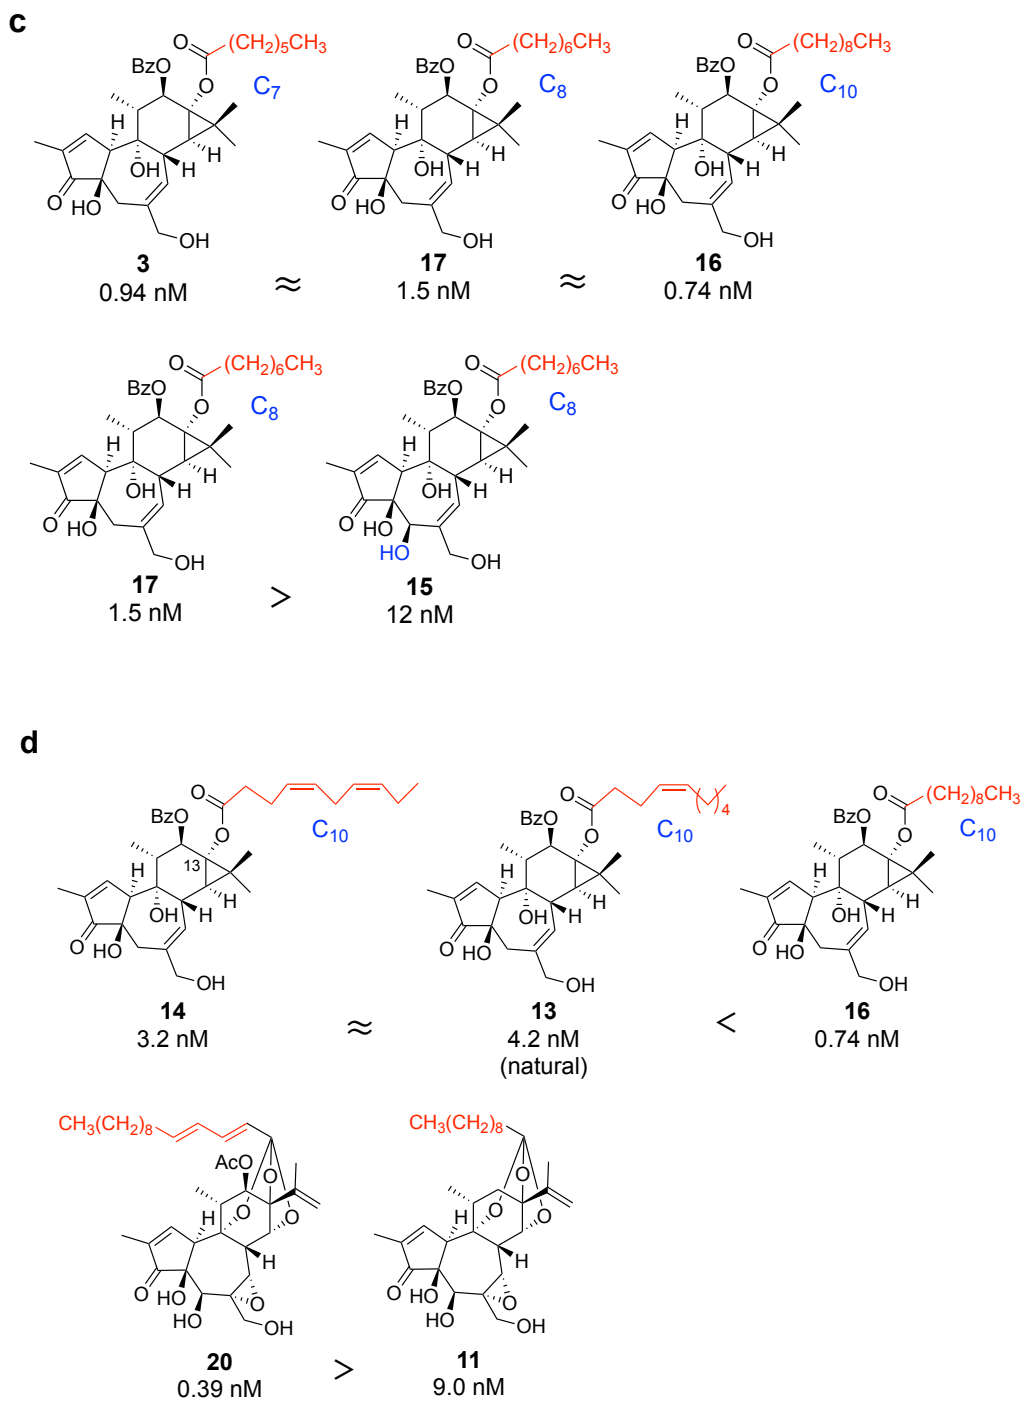 c
O (CH₂)₅CH₃
BzO O C₇
H
OH H H
O HO
OH
3
0.94 nM
≈
O (CH₂)₆CH₃
BzO O C₈
H
OH H H
O HO
OH
17
1.5 nM
≈
O (CH₂)₈CH₃
BzO O C₁₀
H
OH H H
O HO
OH
16
0.74 nM
O (CH₂)₆CH₃
BzO O C₈
H
OH H H
O HO
OH
17
1.5 nM
>
O (CH₂)₆CH₃
BzO O C₈
H
OH H H
O HO
HO OH
15
12 nM
d
O
BzO O C₁₀
13
H
OH H H
O HO
OH
14
3.2 nM
≈
O ( )₄
BzO O C₁₀
H
OH H H
O HO
OH
13
4.2 nM
(natural)
<
O (CH₂)₈CH₃
BzO O C₁₀
H
OH H H
O HO
OH
16
0.74 nM
CH₃(CH₂)₈
AcO O
H O O
H
O HO O
HO OH
20
0.39 nM
>
CH₃(CH₂)₈
O
H O O
H
O HO O
HO OH
11
9.0 nM